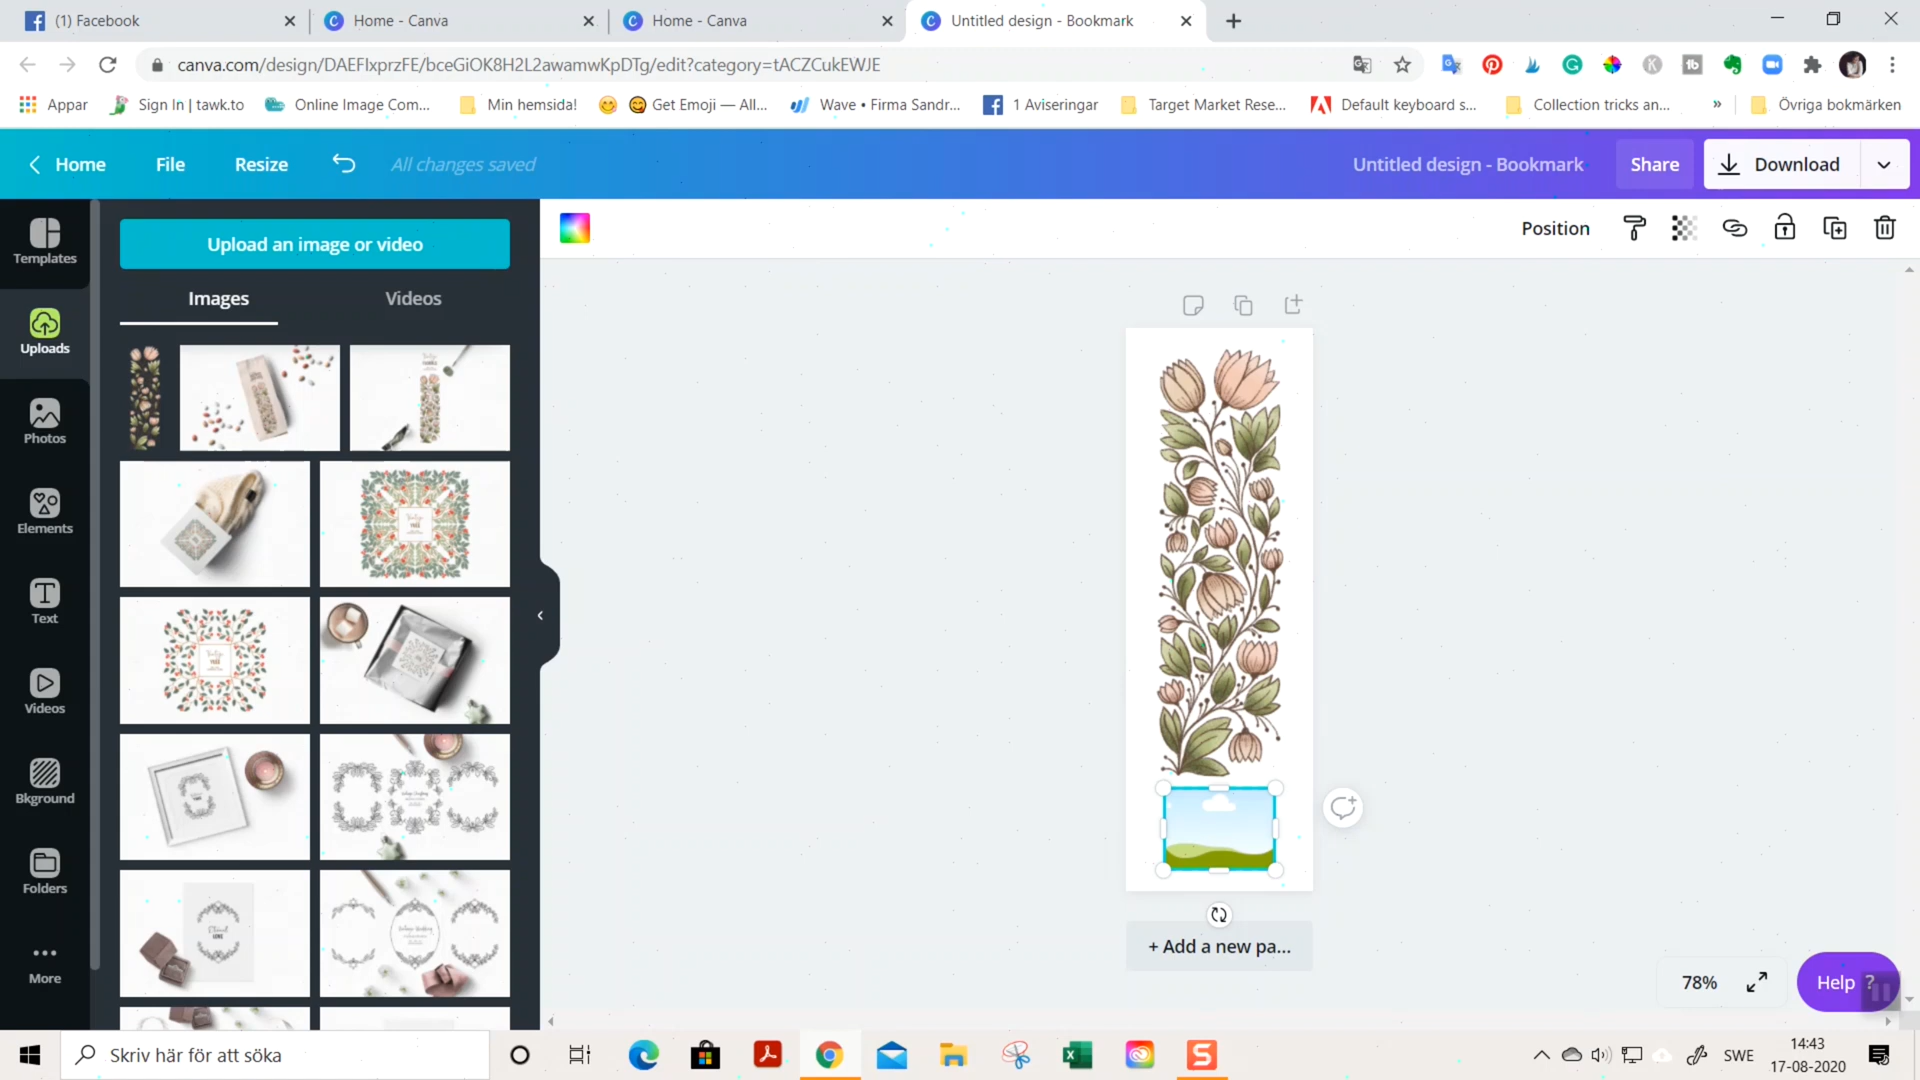 (1) Facebook
Home - Canva
Home - Canva
Untitled design - Bookmark
canva.com/design/DAEFIxprzFE/bceGiOK8H2L2awamwKpDTg/edit?category=tACZCukEWJE
Appar
Sign In | tawk.to
Online Image Com...
Min hemsida!
Get Emoji — All...
Wave • Firma Sandr...
1 Aviseringar
Target Market Rese...
Default keyboard s...
Collection tricks an...
»
Övriga bokmärken
Home
File
Resize
All changes saved
Untitled design - Bookmark
Share
Download
Templates
Uploads
Photos
Elements
Text
Videos
Bkground
Folders
More
Upload an image or video
Images
Videos
Position
+ Add a new pa...
78%
Help ?
Skriv här för att söka
SWE
14:43
17-08-2020